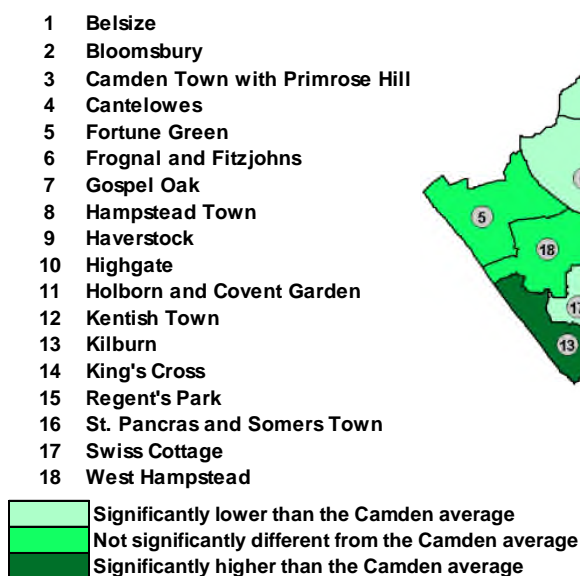 1 Belsize
2 Bloomsbury
3 Camden Town with Primrose Hill
4 Cantelowes
5 Fortune Green
6 Frognal and Fitzjohns
7 Gospel Oak
8 Hampstead Town
9 Haverstock
10 Highgate
11 Holborn and Covent Garden
12 Kentish Town
13 Kilburn
14 King's Cross
15 Regent's Park
16 St. Pancras and Somers Town
17 Swiss Cottage
18 West Hampstead
5
18
17
13
Significantly lower than the Camden average
Not significantly different from the Camden average
Significantly higher than the Camden average